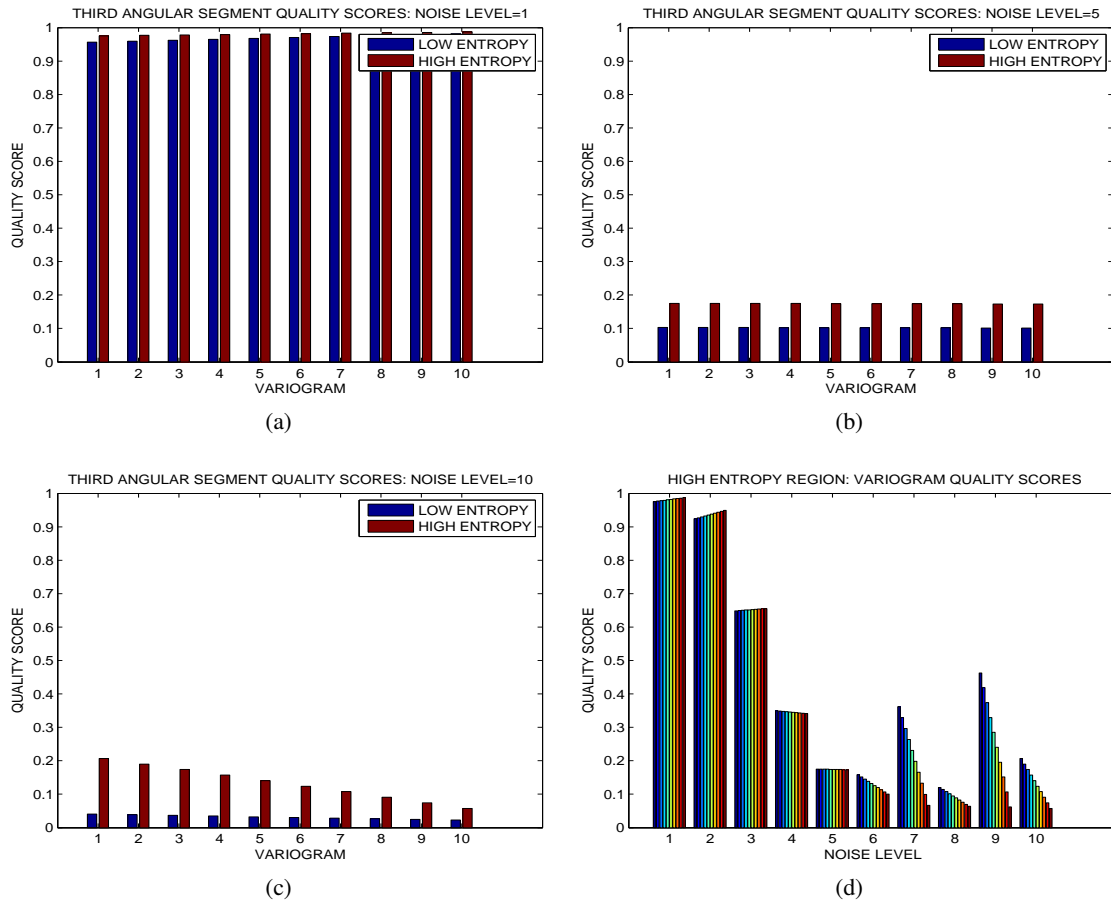 THIRD ANGULAR SEGMENT QUALITY SCORES: NOISE LEVEL=1
LOW ENTROPY
HIGH ENTROPY
1
0.9
0.8
0.7
0.6
0.5
0.4
0.3
0.2
0.1
0
QUALITY SCORE
1 2 3 4 5 6 7 8 9 10
VARIOGRAM
(a)
THIRD ANGULAR SEGMENT QUALITY SCORES: NOISE LEVEL=5
LOW ENTROPY
HIGH ENTROPY
1
0.9
0.8
0.7
0.6
0.5
0.4
0.3
0.2
0.1
0
QUALITY SCORE
1 2 3 4 5 6 7 8 9 10
VARIOGRAM
(b)
THIRD ANGULAR SEGMENT QUALITY SCORES: NOISE LEVEL=10
LOW ENTROPY
HIGH ENTROPY
1
0.9
0.8
0.7
0.6
0.5
0.4
0.3
0.2
0.1
0
QUALITY SCORE
1 2 3 4 5 6 7 8 9 10
VARIOGRAM
(c)
HIGH ENTROPY REGION: VARIOGRAM QUALITY SCORES
1
0.9
0.8
0.7
0.6
0.5
0.4
0.3
0.2
0.1
0
QUALITY SCORE
1 2 3 4 5 6 7 8 9 10
NOISE LEVEL
(d)